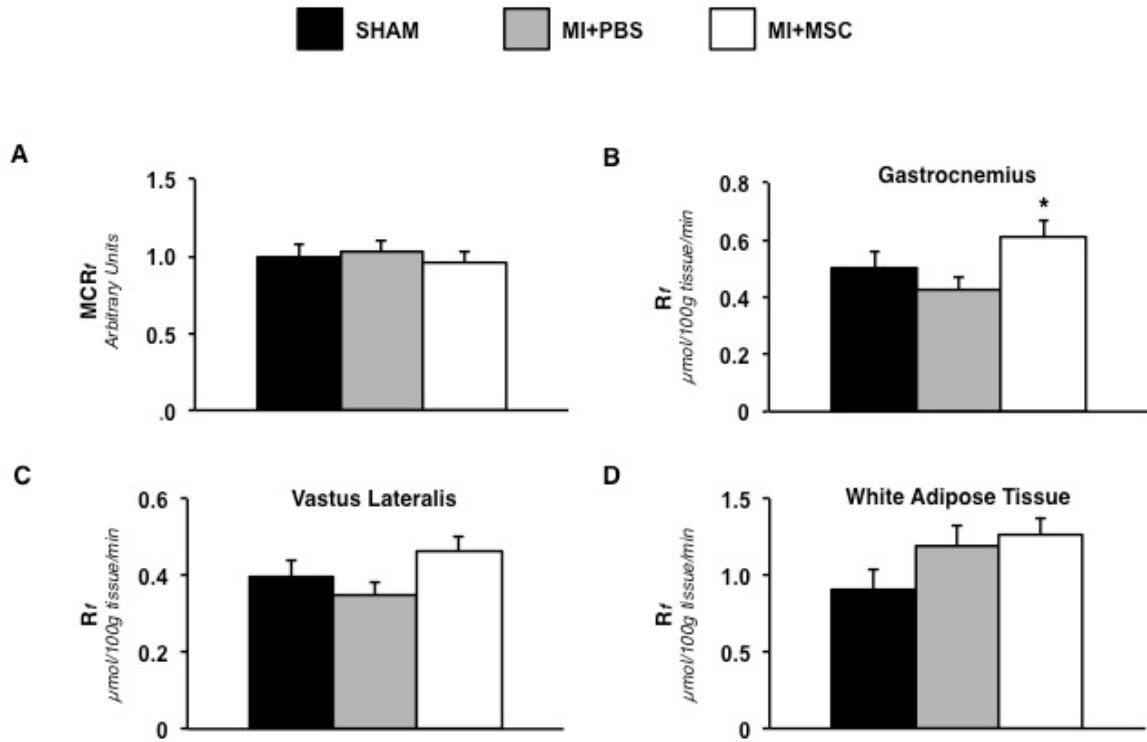 SHAM MI+PBS MI+MSC
A
1.5
1.0
0.5
.0
MCRf
Arbitrary Units
B
Gastrocnemius
*
0.8
0.6
0.4
0.2
0
Rf
µmol/100g tissue/min
C
Vastus Lateralis
0.6
0.4
0.2
0
Rf
µmol/100g tissue/min
D
White Adipose Tissue
1.5
1.0
0.5
0
Rf
µmol/100g tissue/min